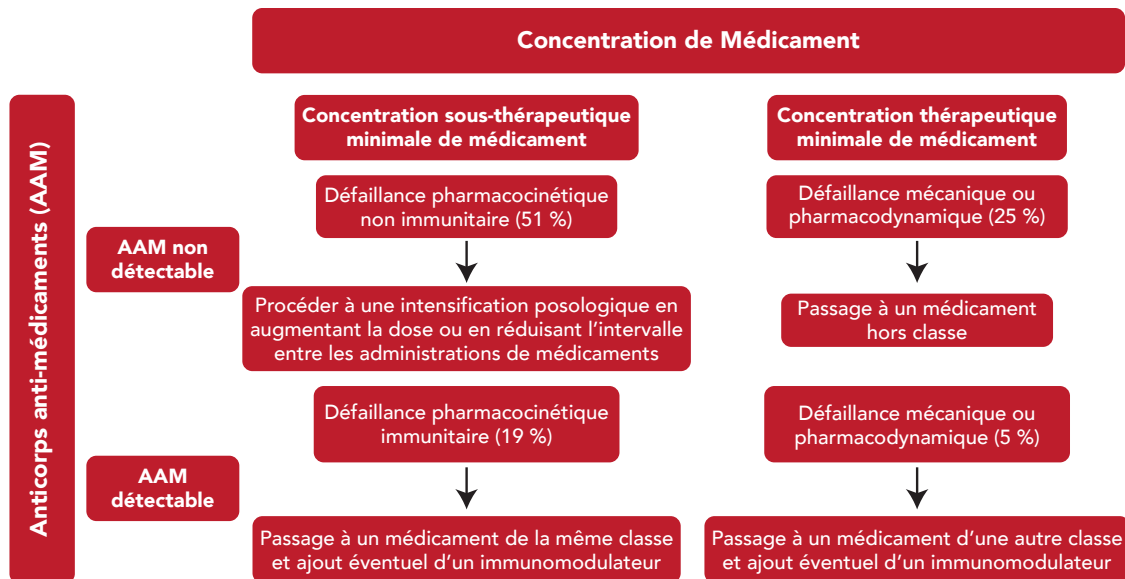 Concentration de Médicament
Anticorps anti-médicaments (AAM)
Concentration sous-thérapeutique
minimale de médicament
Concentration thérapeutique
minimale de médicament
AAM non
détectable
Défaillance pharmacocinétique
non immunitaire (51 %)
Défaillance mécanique ou
pharmacodynamique (25 %)
Procéder à une intensification posologique en
augmentant la dose ou en réduisant l’intervalle
entre les administrations de médicaments
Passage à un médicament
hors classe
AAM
détectable
Défaillance pharmacocinétique
immunitaire (19 %)
Défaillance mécanique ou
pharmacodynamique (5 %)
Passage à un médicament de la même classe
et ajout éventuel d’un immunomodulateur
Passage à un médicament d’une autre classe
et ajout éventuel d’un immunomodulateur